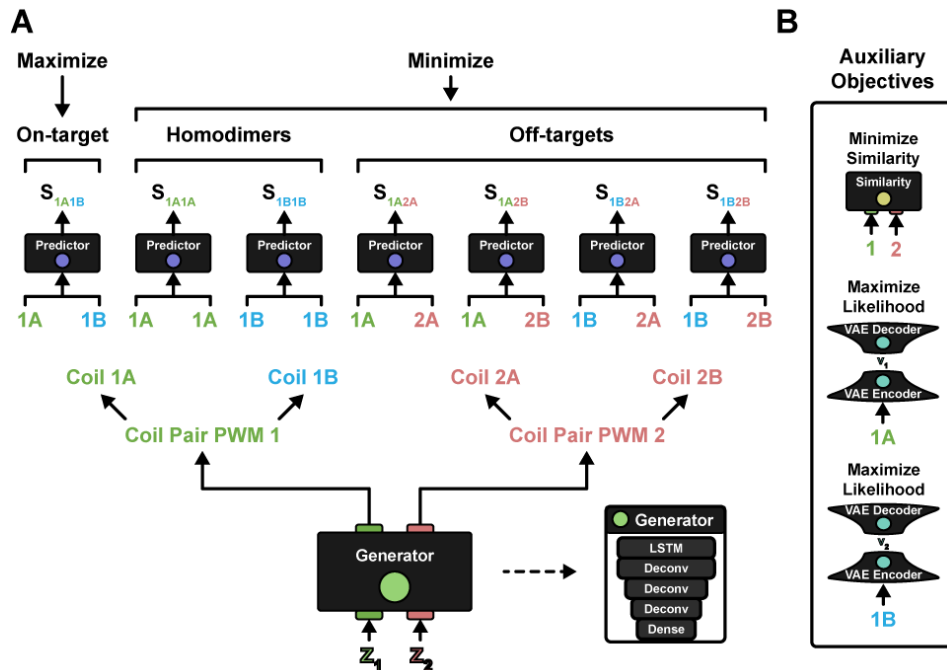 A
Maximize
Minimize
On-target
Homodimers
Off-targets
S1A1B
S1A1A
S1B1B
S1A2A
S1A2B
S1B2A
S1B2B
Predictor
Predictor
Predictor
Predictor
Predictor
Predictor
Predictor
1A 1B
1A 1A
1B 1B
1A 2A
1A 2B
1B 2A
1B 2B
Coil 1A
Coil 1B
Coil 2A
Coil 2B
Coil Pair PWM 1
Coil Pair PWM 2
Generator
Z1
Z2
Generator
LSTM
Deconv
Deconv
Deconv
Dense
B
Auxiliary
Objectives
Minimize
Similarity
Similarity
1 2
Maximize
Likelihood
VAE Decoder
V1
VAE Encoder
1A
Maximize
Likelihood
VAE Decoder
V2
VAE Encoder
1B